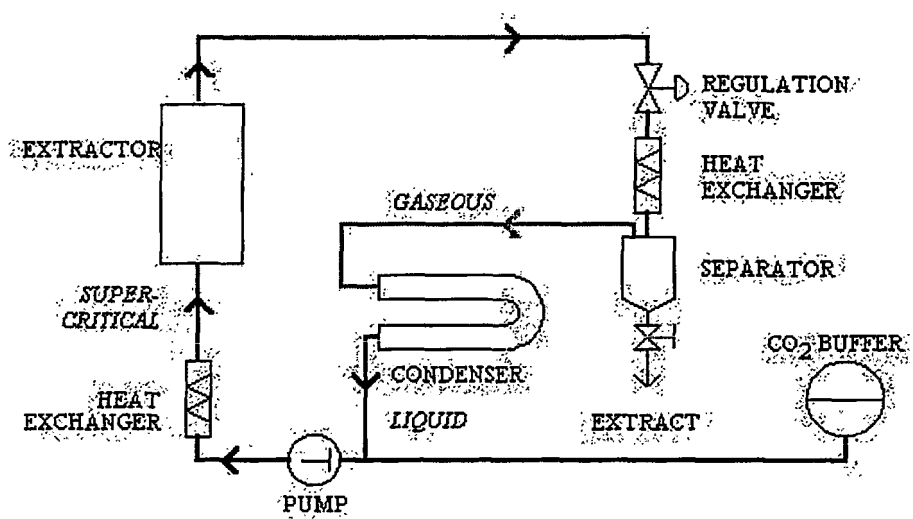 REGULATION
VALVE
EXTRACTOR
HEAT
EXCHANGER
GASEOUS
SEPARATOR
SUPER-
CRITICAL
CO2 BUFFER
CONDENSER
HEAT
EXCHANGER
LIQUID
EXTRACT
PUMP